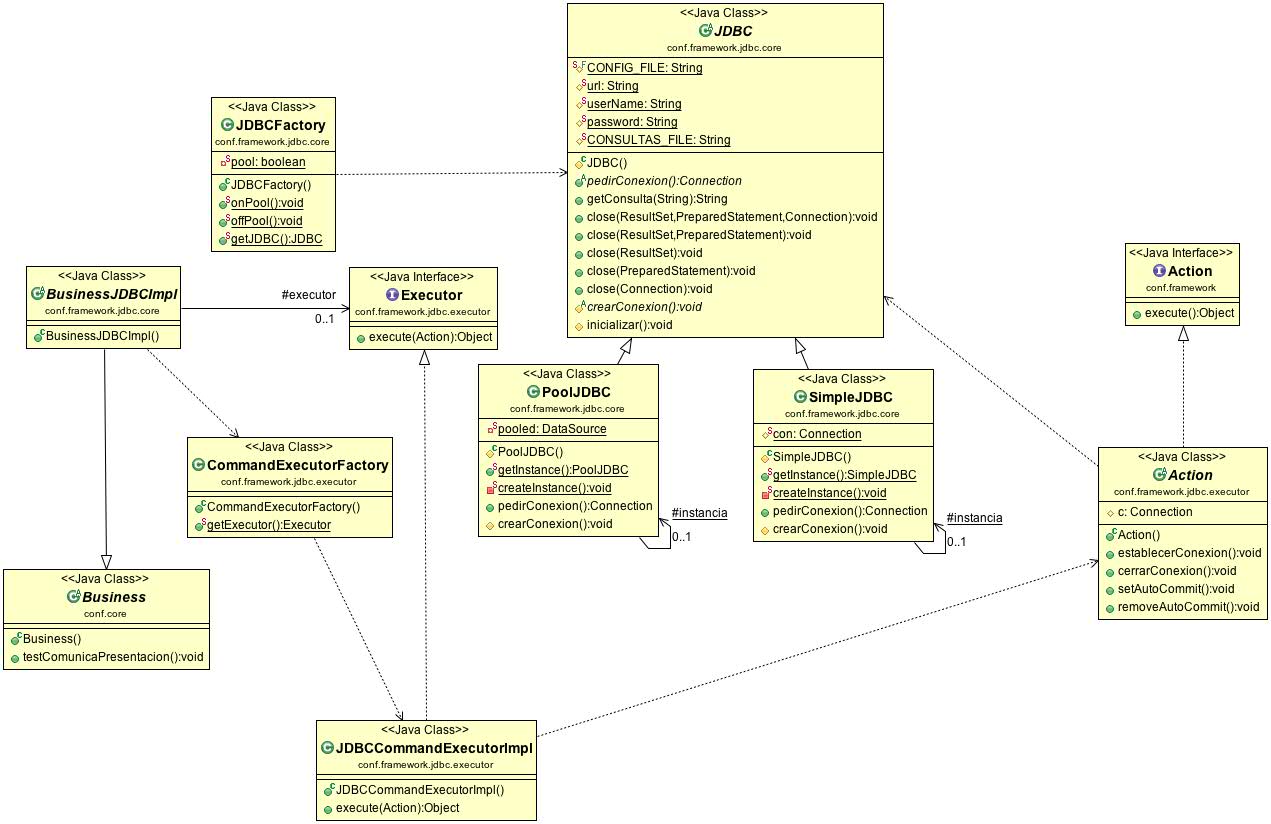 <<Java Class>>
JDBC
conf.framework.jdbc.core
CONFIG_FILE: String
url: String
userName: String
password: String
CONSULTAS_FILE: String
JDBC()
pedirConexion():Connection
getConsulta(String):String
close(ResultSet,PreparedStatement,Connection):void
close(ResultSet,PreparedStatement):void
close(ResultSet):void
close(PreparedStatement):void
close(Connection):void
crearConexion():void
inicializar():void
<<Java Class>>
JDBCFactory
conf.framework.jdbc.core
pool: boolean
JDBCFactory()
onPool():void
offPool():void
getJDBC():JDBC
<<Java Class>>
BusinessJDBCImpl
conf.framework.jdbc.core
BusinessJDBCImpl()
#executor
0..1
<<Java Interface>>
Executor
conf.framework.jdbc.executor
execute(Action):Object
<<Java Interface>>
Action
conf.framework
execute():Object
<<Java Class>>
PoolJDBC
conf.framework.jdbc.core
pooled: DataSource
PoolJDBC()
getInstance():PoolJDBC
createInstance():void
pedirConexion():Connection
crearConexion():void
#instancia
0..1
<<Java Class>>
SimpleJDBC
conf.framework.jdbc.core
con: Connection
SimpleJDBC()
getInstance():SimpleJDBC
createInstance():void
pedirConexion():Connection
crearConexion():void
#instancia
0..1
<<Java Class>>
CommandExecutorFactory
conf.framework.jdbc.executor
CommandExecutorFactory()
getExecutor():Executor
<<Java Class>>
Action
conf.framework.jdbc.executor
c: Connection
Action()
establecerConexion():void
cerrarConexion():void
setAutoCommit():void
removeAutoCommit():void
<<Java Class>>
Business
conf.core
Business()
testComunicaPresentacion():void
<<Java Class>>
JDBCCommandExecutorImpl
conf.framework.jdbc.executor
JDBCCommandExecutorImpl()
execute(Action):Object